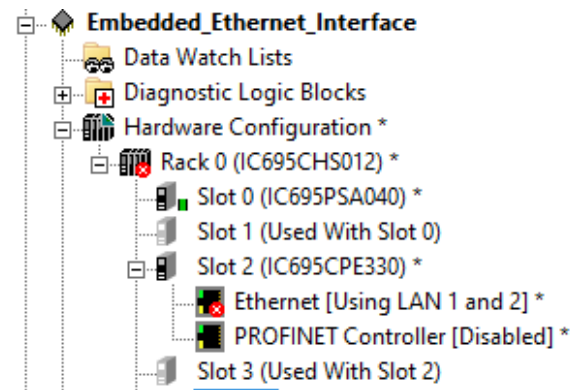 Embedded_Ethernet_Interface
Data Watch Lists
Diagnostic Logic Blocks
Hardware Configuration *
Rack 0 (IC695CHS012) *
Slot 0 (IC695PSA040) *
Slot 1 (Used With Slot 0)
Slot 2 (IC695CPE330) *
Ethernet [Using LAN 1 and 2] *
PROFINET Controller [Disabled] *
Slot 3 (Used With Slot 2)